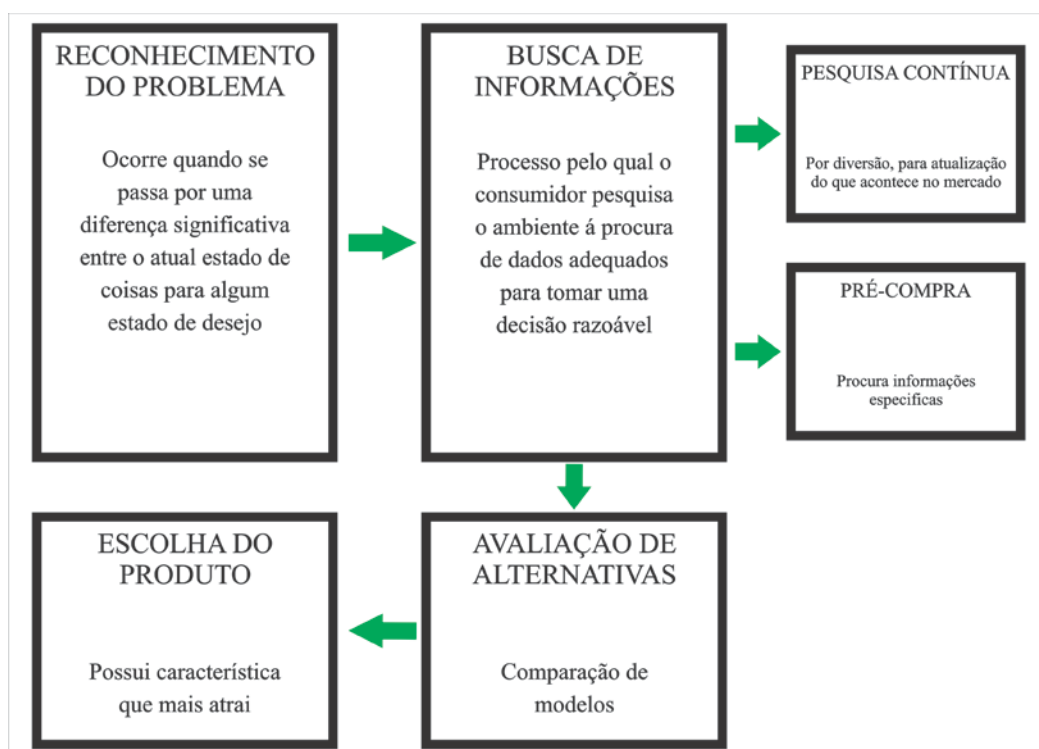 RECONHECIMENTO
DO PROBLEMA
Ocorre quando se
passa por uma
diferença significativa
entre o atual estado de
coisas para algum
estado de desejo
BUSCA DE
INFORMAÇÕES
Processo pelo qual o
consumidor pesquisa
o ambiente á procura
de dados adequados
para tomar uma
decisão razoável
PESQUISA CONTÍNUA
Por diversão, para atualização
do que acontece no mercado
PRÉ-COMPRA
Procura informações
especificas
AVALIAÇÃO DE
ALTERNATIVAS
Comparação de
modelos
ESCOLHA DO
PRODUTO
Possui característica
que mais atrai